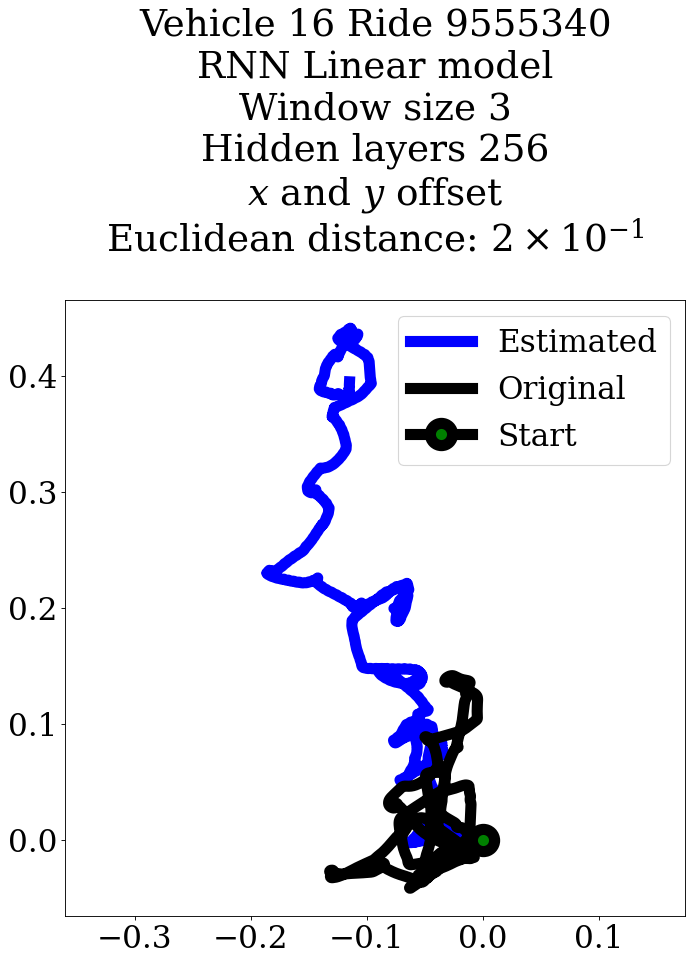 Vehicle 16 Ride 9555340
RNN Linear model
Window size 3
Hidden layers 256
x and y offset
Euclidean distance: 2 × 10⁻¹
Estimated
Original
Start
0.4
0.3
0.2
0.1
0.0
−0.3 −0.2 −0.1 0.0 0.1